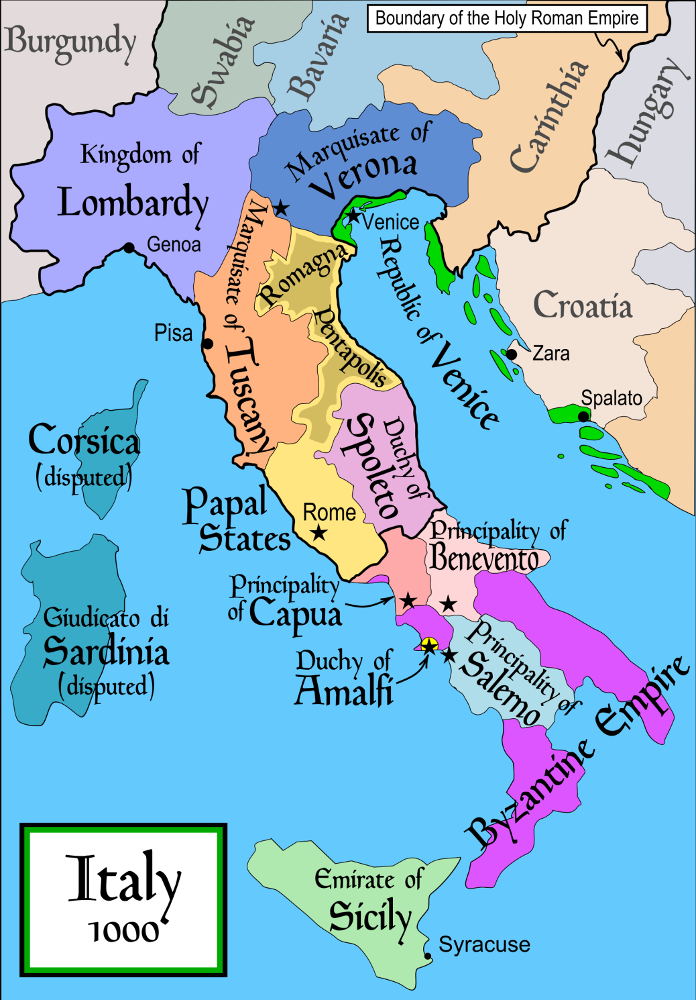 Boundary of the Holy Roman Empire
Burgundy
Swabia
Bavaria
Carinthia
hungary
Kingdom of
Lombardy
Marquisate of
Verona
Genoa
Venice
Marquisate of
Tuscany
Romagna
Pentapolis
Republic of
Venice
Croatia
Pisa
Zara
Spalato
Corsica
(disputed)
Duchy of
Spoleto
Papal
States
Rome
Principality of
Benevento
Principality
of Capua
Giudicato di
Sardinia
(disputed)
Duchy of
Amalfi
Principality of
Salerno
Byzantine Empire
Italy
1000
Emirate of
Sicily
Syracuse